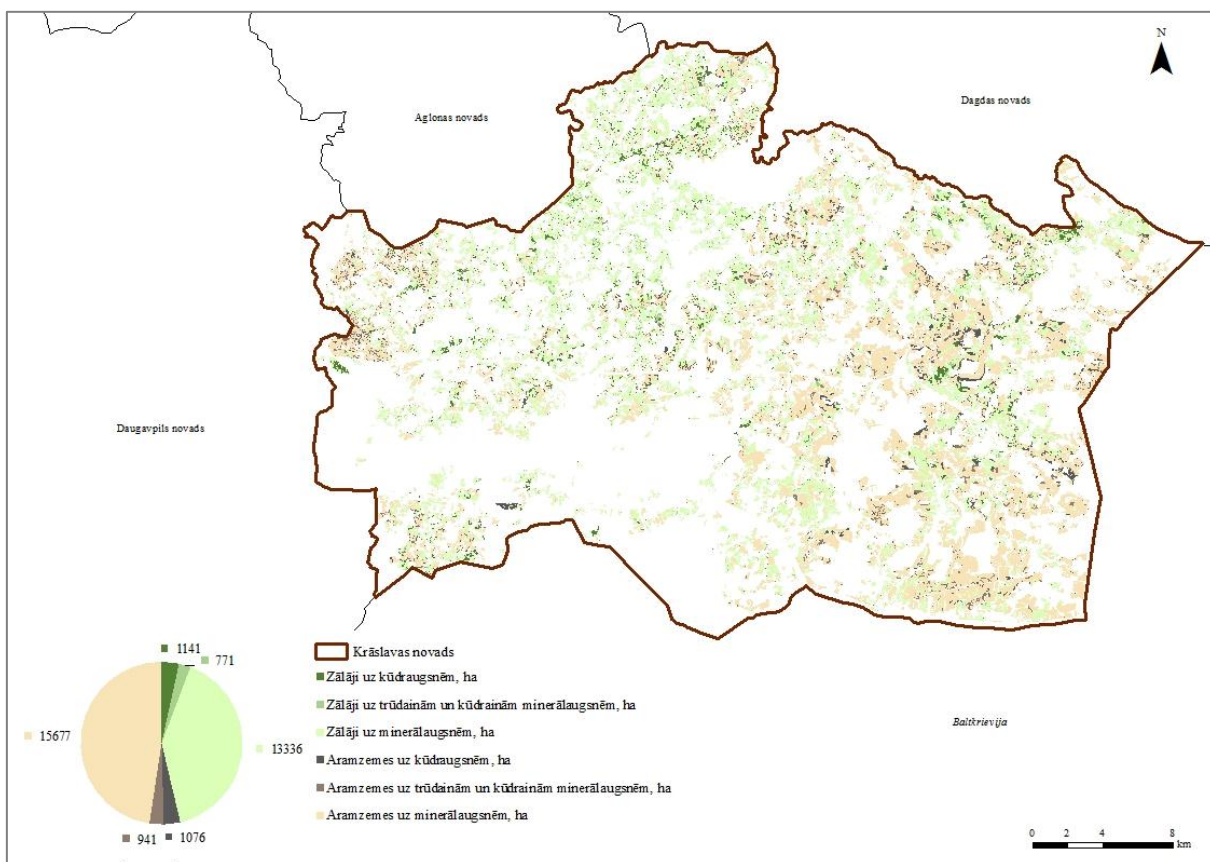 N
Aglonas novads
Dagdas novads
Daugavpils novads
1141
771
15677
13336
941
1076
Krāslavas novads
Zālāji uz kūdraugsnēm, ha
Zālāji uz trūdainām un kūdrainām minerālaugsnēm, ha
Zālāji uz minerālaugsnēm, ha
Aramzemes uz kūdraugsnēm, ha
Aramzemes uz trūdainām un kūdrainām minerālaugsnēm, ha
Aramzemes uz minerālaugsnēm, ha
Baltkrievija
0 2 4 8
km